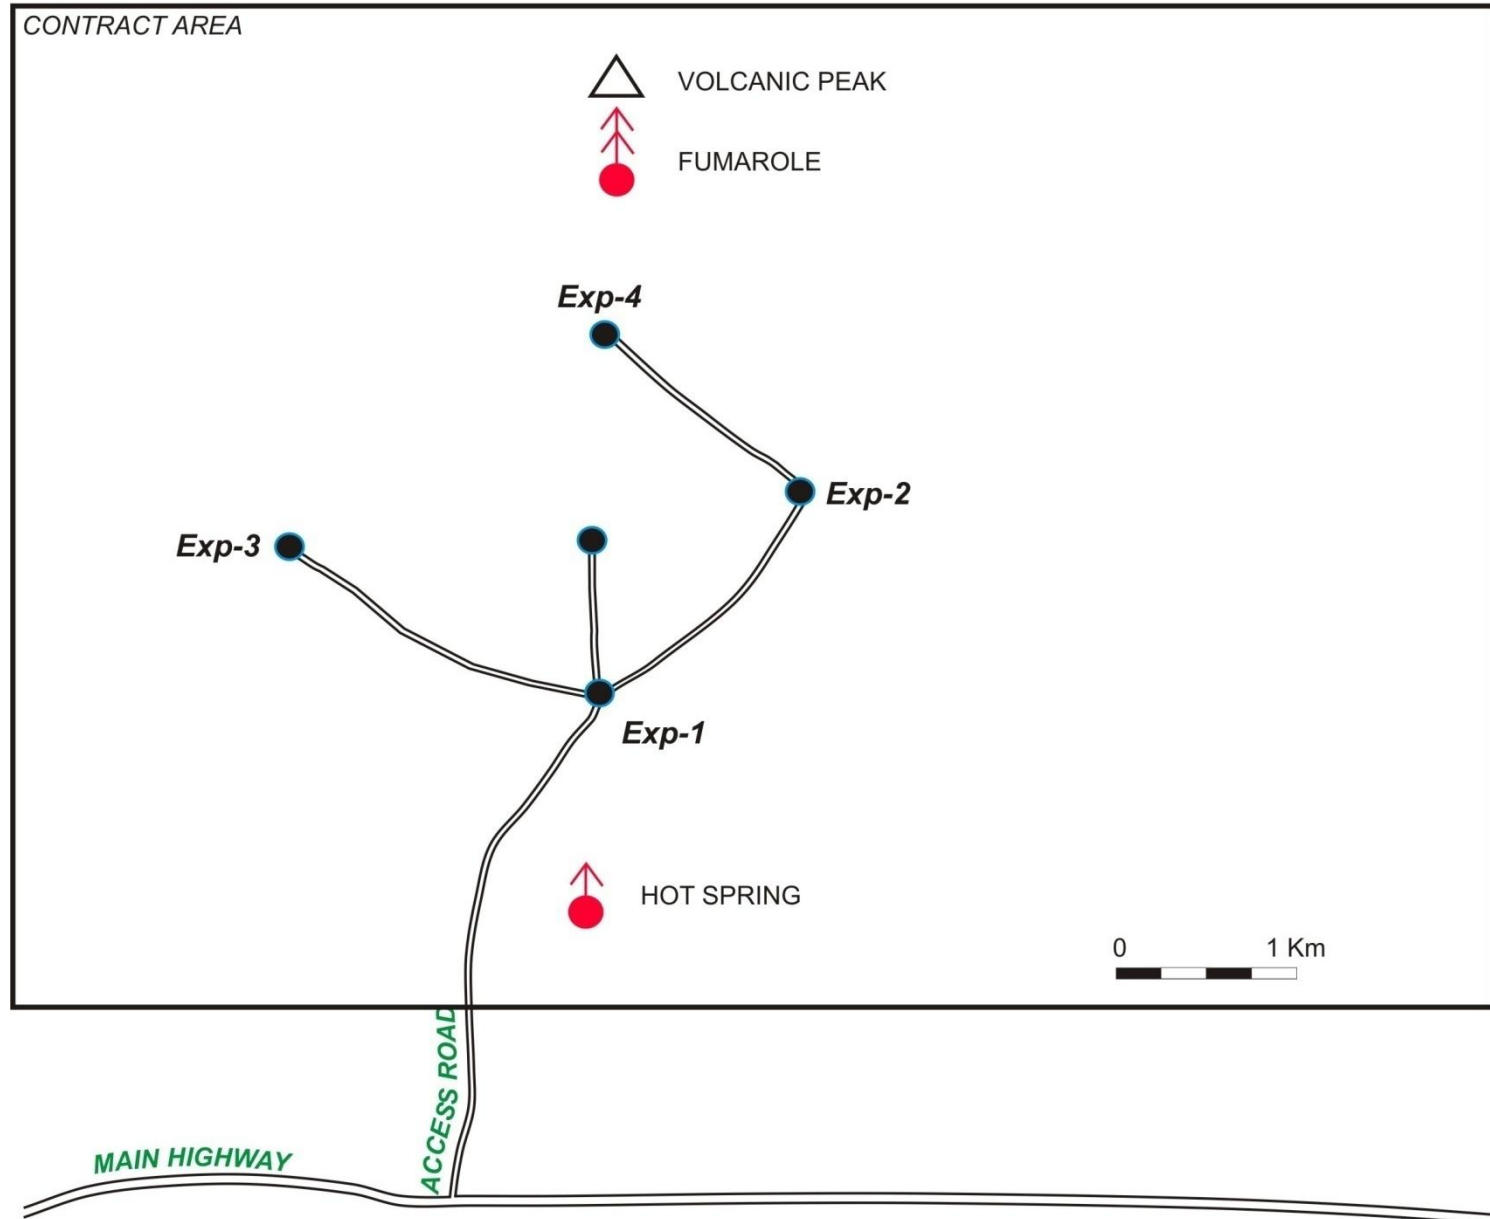 CONTRACT AREA
VOLCANIC PEAK
FUMAROLE
Exp-4
Exp-2
Exp-3
Exp-1
HOT SPRING
0 1 Km
ACCESS ROAD
MAIN HIGHWAY